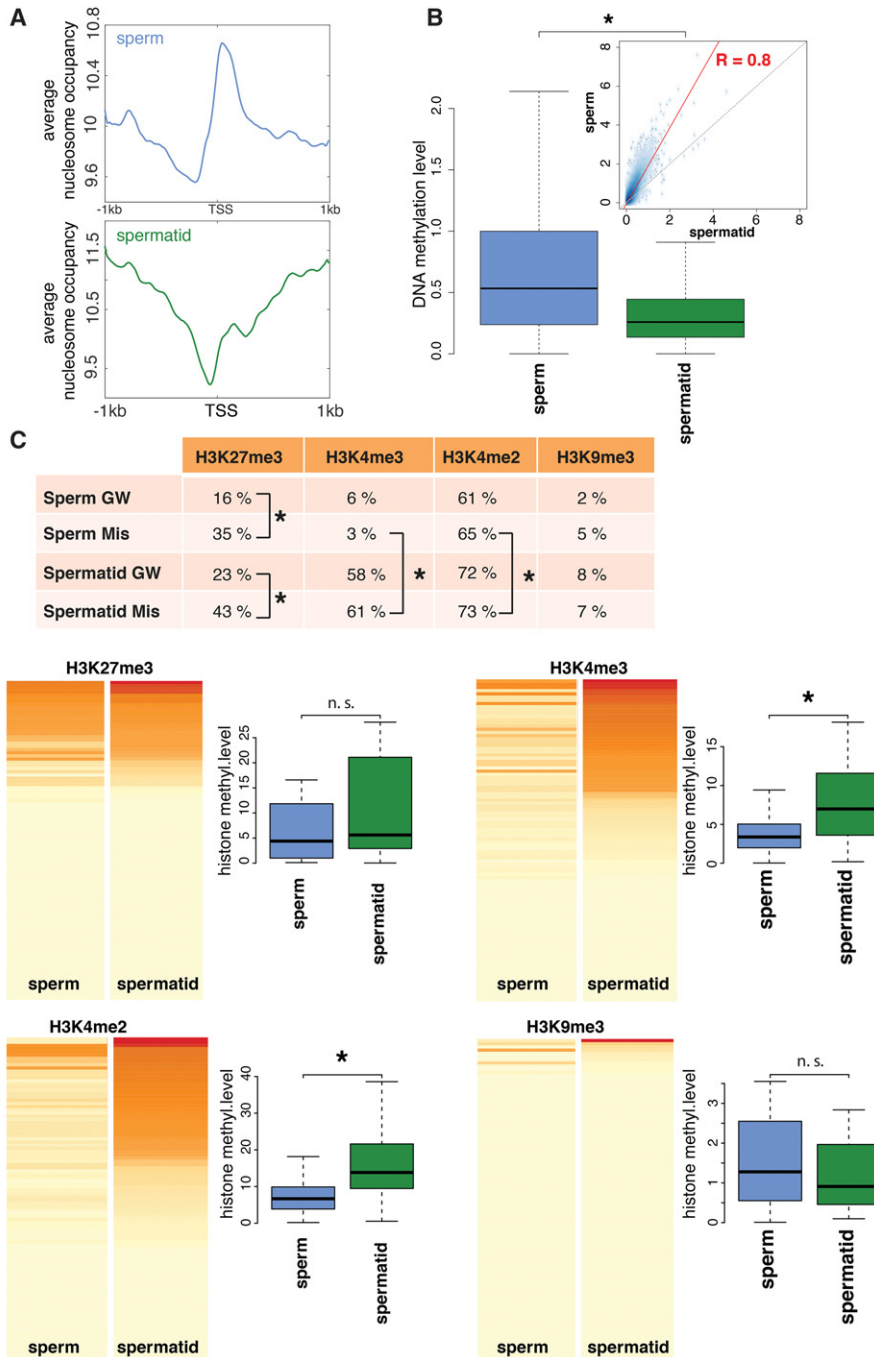 A
sperm
average
nucleosome occupancy
10.8
10.4
10
9.6
-1kb
TSS
1kb
spermatid
average
nucleosome occupancy
11.5
10.5
9.5
-1kb
TSS
1kb
B
*
DNA methylation level
2.0
1.5
1.0
0.5
0.0
sperm
spermatid
R = 0.8
sperm
8
6
4
2
0
0 2 4 6 8
spermatid
C
H3K27me3 H3K4me3 H3K4me2 H3K9me3
Sperm GW 16 % 6 % 61 % 2 %
*
Sperm Mis 35 % 3 % 65 % 5 %
Spermatid GW 23 % 58 % 72 % 8 %
* * *
Spermatid Mis 43 % 61 % 73 % 7 %
H3K27me3
sperm spermatid
n. s.
histone methyl.level
25
20
15
10
5
0
sperm
spermatid
H3K4me3
sperm spermatid
*
histone methyl.level
15
10
5
0
sperm
spermatid
H3K4me2
sperm spermatid
*
histone methyl.level
40
30
20
10
0
sperm
spermatid
H3K9me3
sperm spermatid
n. s.
histone methyl.level
3
2
1
0
sperm
spermatid